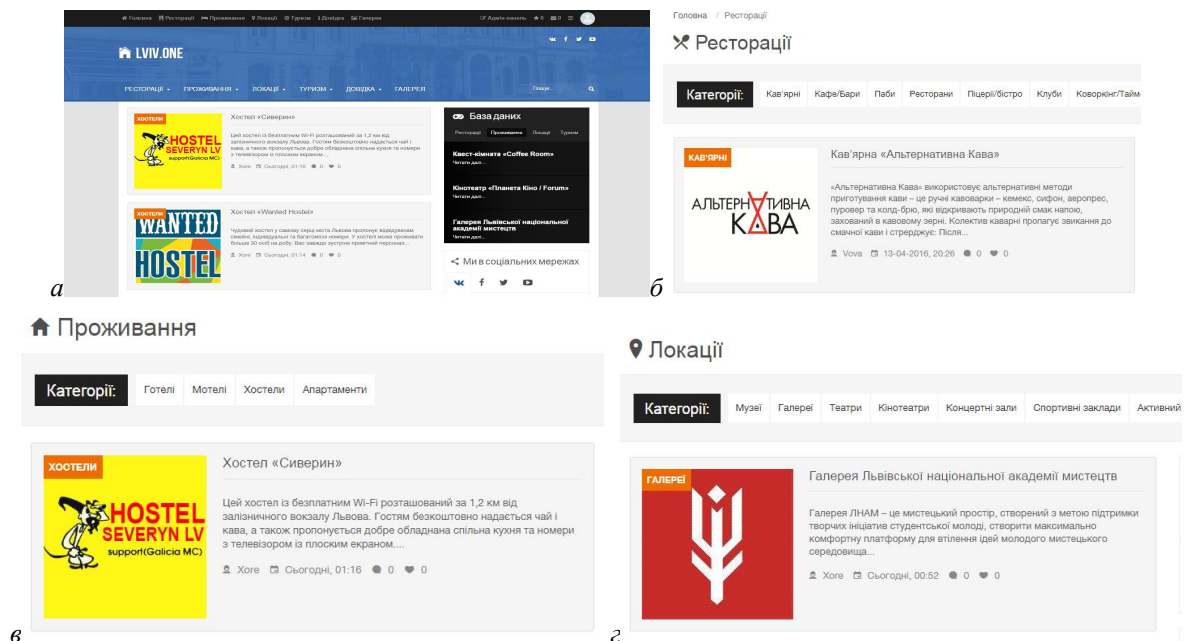 Головна Ресторації Проживання Локації Туризм Довідка Галерея Адмін-канель 0 0
LVIV.ONE
РЕСТОРАЦІЇ ПРОЖИВАННЯ ЛОКАЦІЇ ТУРИЗМ ДОВІДКА ГАЛЕРЕЯ Пошук...
ХОСТЕЛИ
HOSTEL
SEVERYN LV
support(Galicia MC)
Хостел «Сиверин»
Цей хостел із безплатним Wi-Fi розташований за 1,2 км від
залізничного вокзалу Львова. Гостям безкоштовно надається чай і
кава, а також пропонується добре обладнана спільна кухня та номери
з телевізором із плоским екраном....
Xore Сьогодні, 01:16 0 0
ХОСТЕЛИ
WANTED
HOSTEL
Хостел «Wanted Hostel»
Чудовий хостел у самому серці міста Львова пропонує відвідувачам
сімейні, індивідуальні та багатомісні номери. У хостелі може проживати
більше 30 осіб на добу. Вас завжди зустріне привітний персонал...
Xore Сьогодні, 01:14 0 0
База даних
Ресторації Проживання Локації Туризм
Квест-кімната «Coffee Room»
Читати далі...
Кінотеатр «Планета Кіно / Forum»
Читати далі...
Галерея Львівської національної
академії мистецтв
Читати далі...
Ми в соціальних мережах
а
Головна / Ресторації
Ресторації
Категорії: Кав'ярні Кафе/Бари Паби Ресторани Піцерії/бістро Клуби Коворкінг/Тайм
КАВ'ЯРНІ
АЛЬТЕРНАТИВНА
КАВА
Кав'ярна «Альтернативна Кава»
«Альтернативна Кава» використовує альтернативні методи
приготування кави – це ручні кавоварки – кемекс, сифон, аеропрес,
пуровер та колд-брю, які відкривають природній смак напою,
захований в кавовому зерні. Колектив каварні пропагує звикання до
смачної кави і стрерджує: Після...
Vova 13-04-2016, 20:26 0 0
б
Проживання
Категорії: Готелі Мотелі Хостели Апартаменти
ХОСТЕЛИ
HOSTEL
SEVERYN LV
support(Galicia MC)
Хостел «Сиверин»
Цей хостел із безплатним Wi-Fi розташований за 1,2 км від
залізничного вокзалу Львова. Гостям безкоштовно надається чай і
кава, а також пропонується добре обладнана спільна кухня та номери
з телевізором із плоским екраном....
Xore Сьогодні, 01:16 0 0
в
Локації
Категорії: Музеї Галереї Театри Кінотеатри Концертні зали Спортивні заклади Активний
ГАЛЕРЕЇ
Галерея Львівської національної академії мистецтв
Галерея ЛНАМ – це мистецький простір, створений з метою підтримки
творчих ініціатив студентської молоді, створити максимально
комфортну платформу для втілення ідей молодого мистецького
середовища...
Xore Сьогодні, 00:52 0 0
г